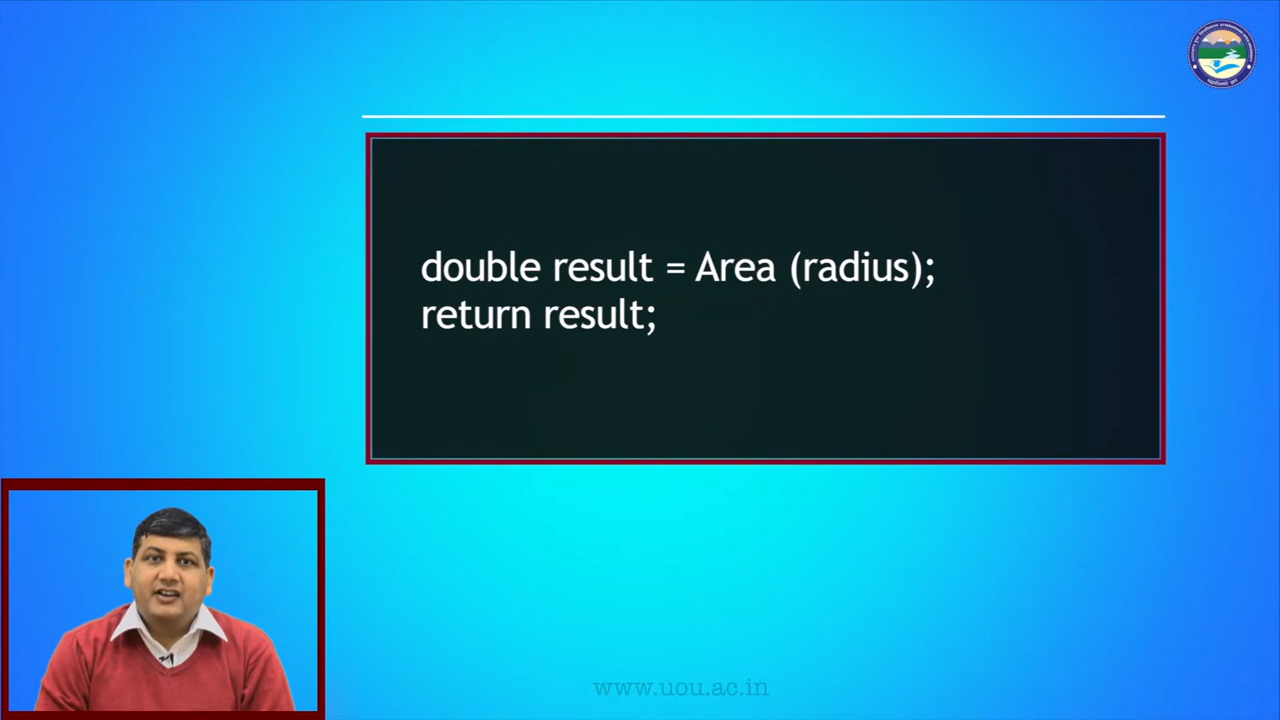 double result = Area (radius);
return result;
www.uou.ac.in